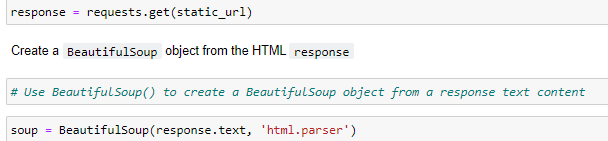 response = requests.get(static_url)
Create a BeautifulSoup object from the HTML response
# Use BeautifulSoup() to create a BeautifulSoup object from a response text content
soup = BeautifulSoup(response.text, 'html.parser')